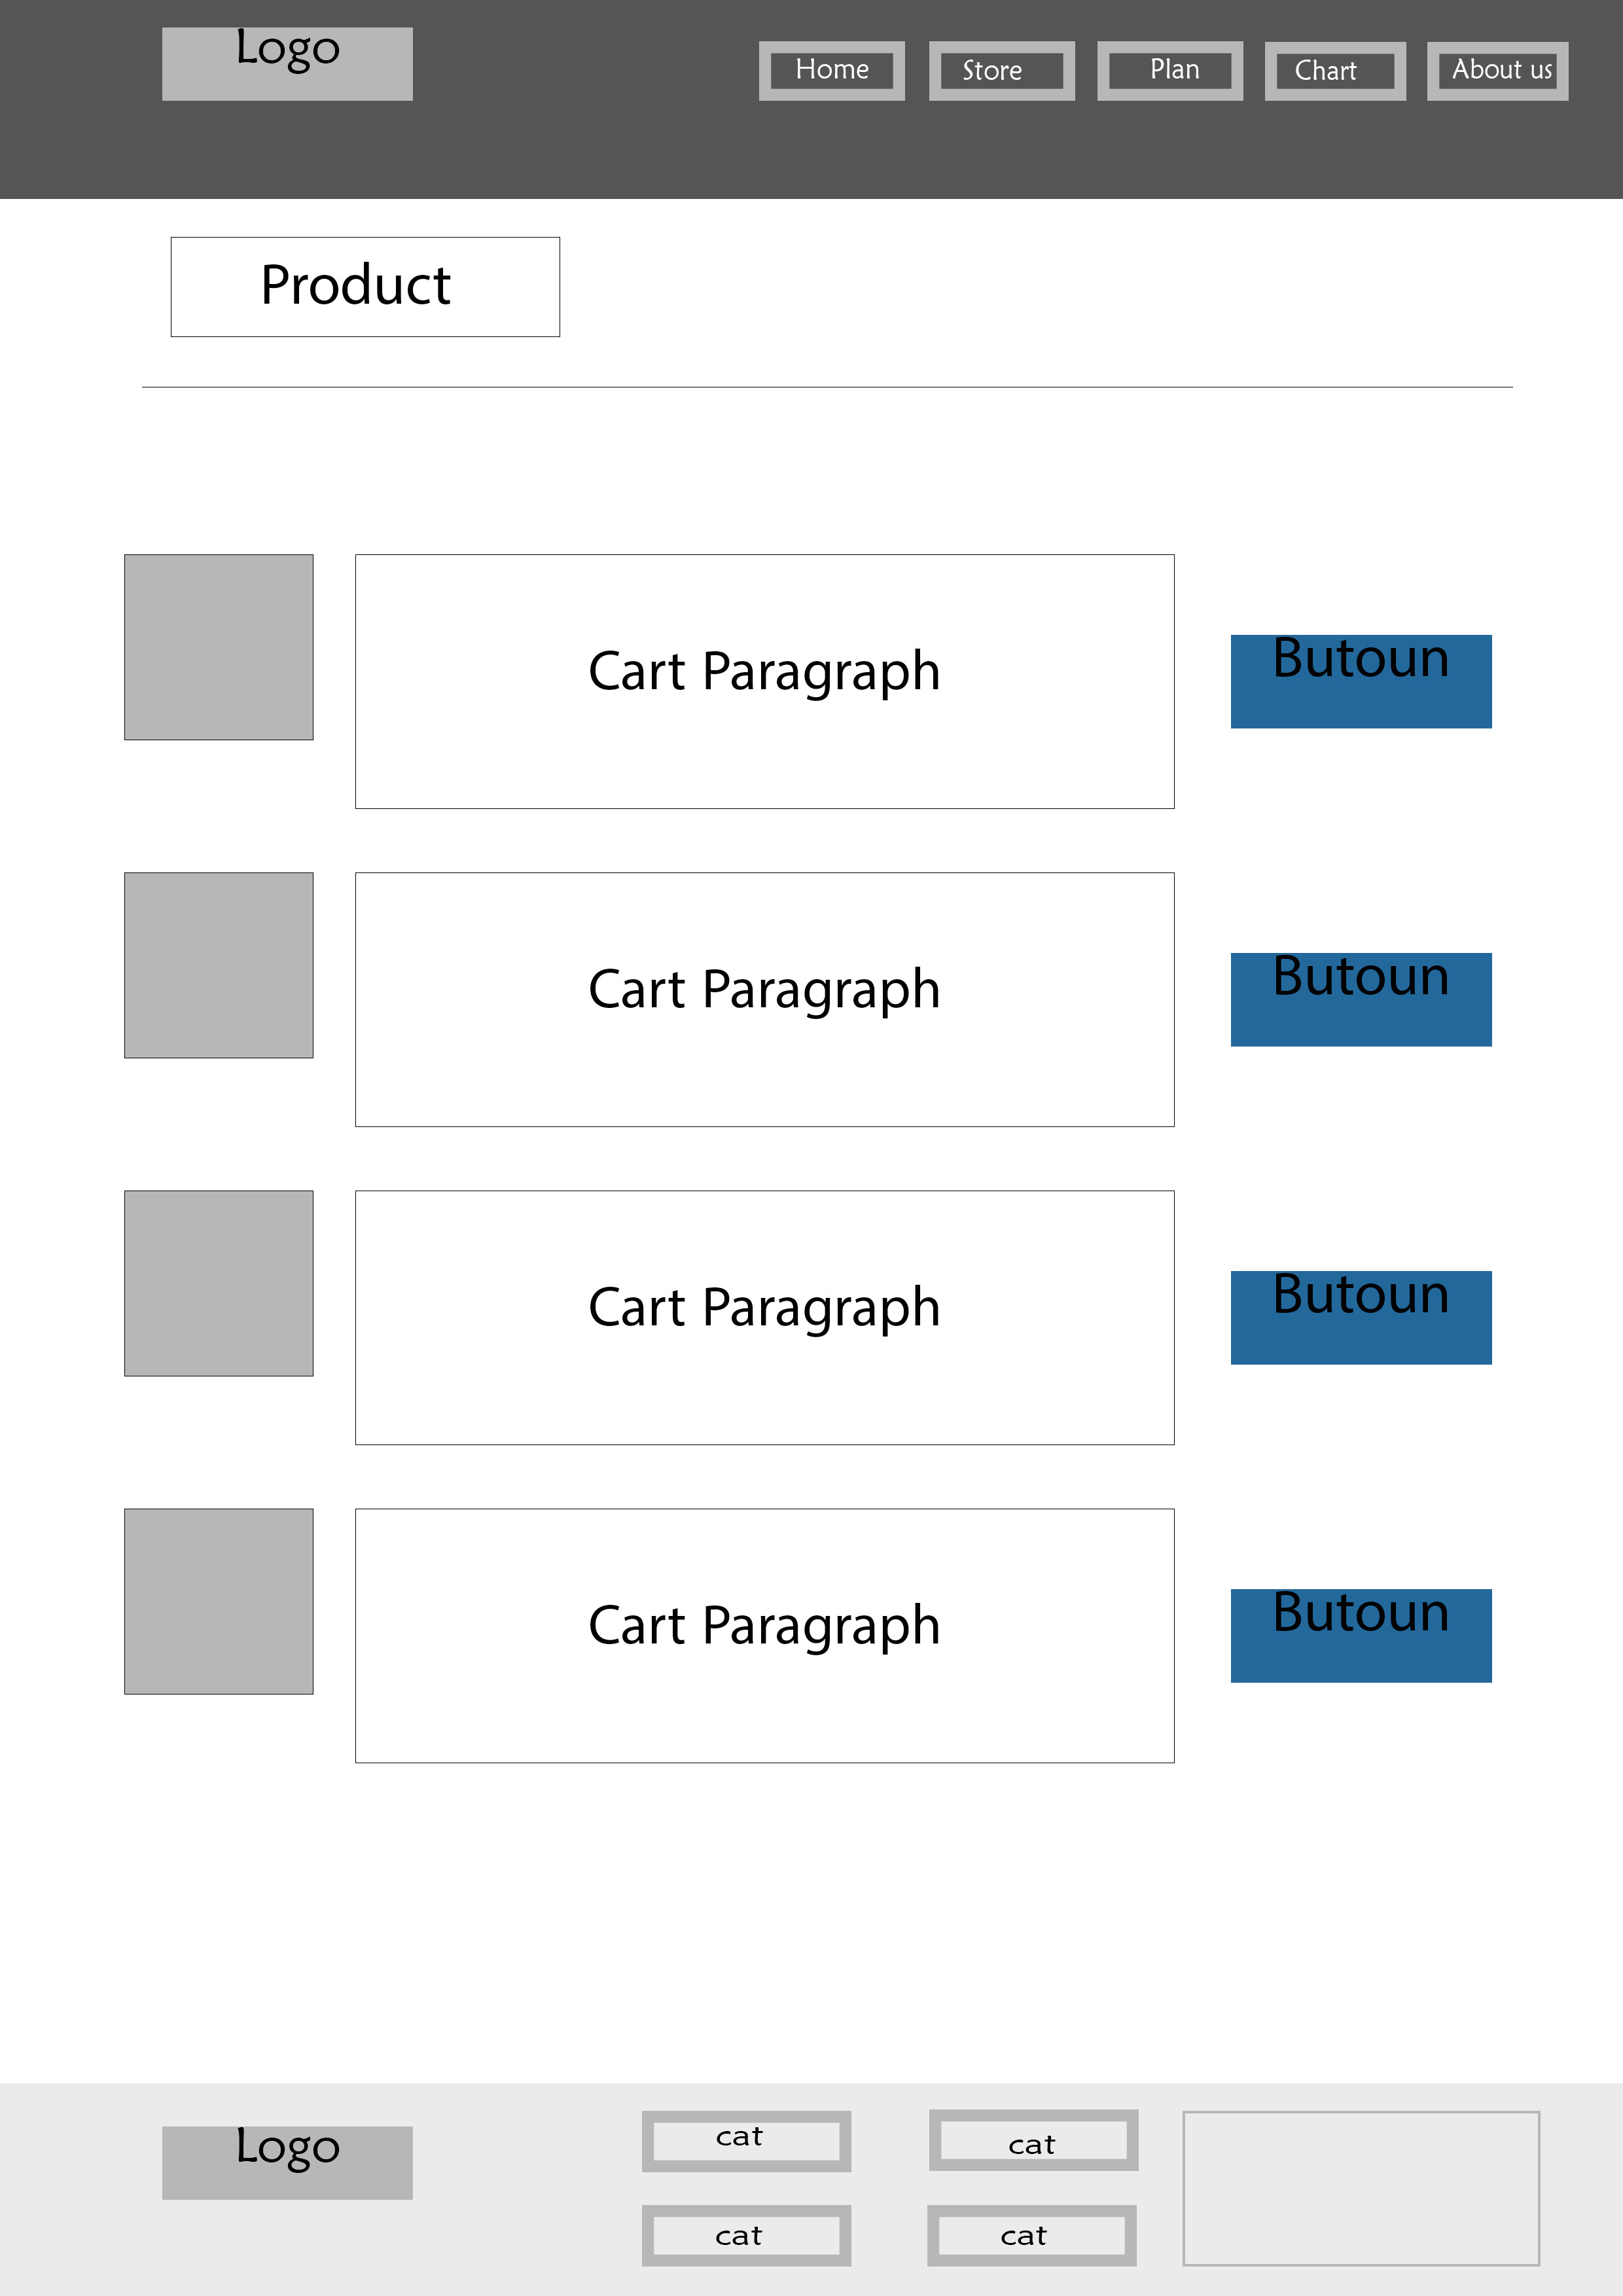 Logo
Home
Store
Plan
Chart
About us
Product
Cart Paragraph
Butoun
Cart Paragraph
Butoun
Cart Paragraph
Butoun
Cart Paragraph
Butoun
Logo
cat
cat
cat
cat